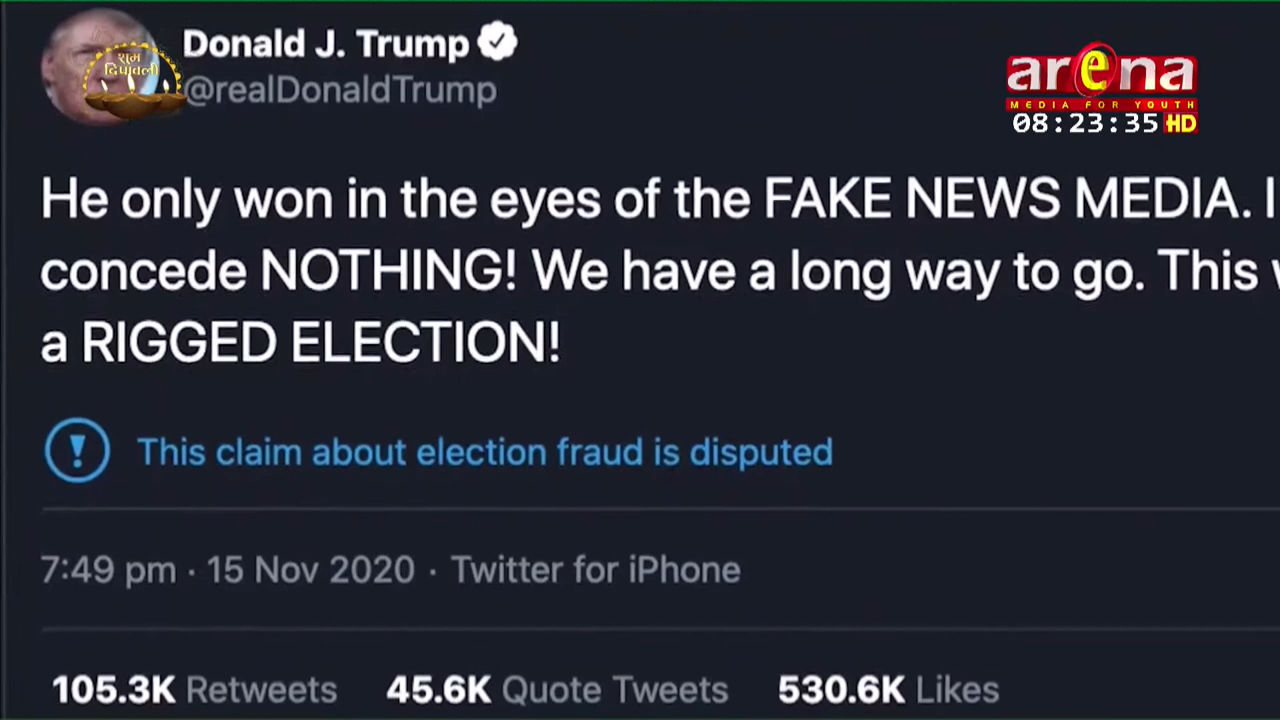 Donald J. Trump
@realDonaldTrump
शुभ
दिपावली
arena
MEDIA FOR YOUTH
08:23:35 HD
He only won in the eyes of the FAKE NEWS MEDIA. I
concede NOTHING! We have a long way to go. This
a RIGGED ELECTION!
This claim about election fraud is disputed
7:49 pm · 15 Nov 2020 · Twitter for iPhone
105.3K Retweets 45.6K Quote Tweets 530.6K Likes